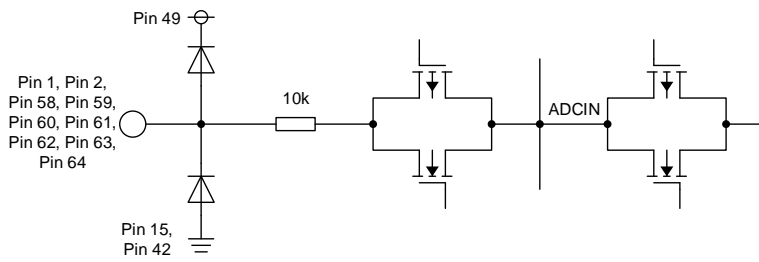 Pin 49
Pin 1, Pin 2,
Pin 58, Pin 59,
Pin 60, Pin 61,
Pin 62, Pin 63,
Pin 64
10k
ADCIN
Pin 15,
Pin 42